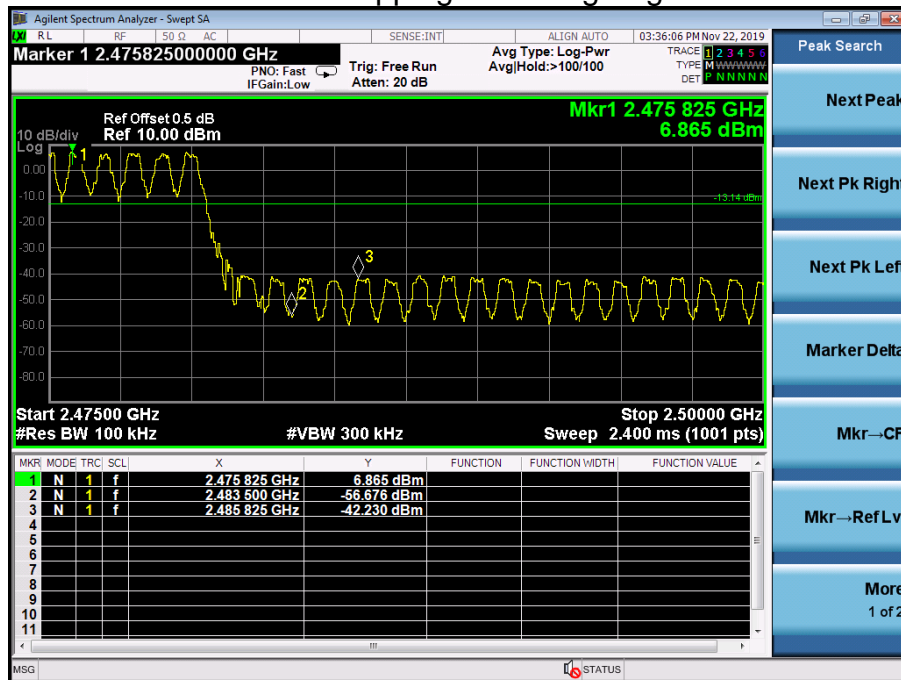 Agilent Spectrum Analyzer - Swept SA
LXI RL RF 50 Ω AC SENSE:INT ALIGN AUTO 03:36:06 PM Nov 22, 2019
Marker 1 2.475825000000 GHz
PNO: Fast
IFGain:Low
Trig: Free Run
Atten: 20 dB
Avg Type: Log-Pwr
Avg|Hold:>100/100
TRACE 1 2 3 4 5 6
TYPE M WWWWW
DET P N N N N N
Peak Search
Mkr1 2.475 825 GHz
6.865 dBm
Ref Offset 0.5 dB
10 dB/div Ref 10.00 dBm
Log
1
0.00
-10.0
-13.14 dBm
-20.0
-30.0
3
-40.0
2
-50.0
-60.0
-70.0
-80.0
Start 2.47500 GHz Stop 2.50000 GHz
#Res BW 100 kHz #VBW 300 kHz Sweep 2.400 ms (1001 pts)
MKR MODE TRC SCL X Y FUNCTION FUNCTION WIDTH FUNCTION VALUE
1 N 1 f 2.475 825 GHz 6.865 dBm
2 N 1 f 2.483 500 GHz -56.676 dBm
3 N 1 f 2.485 825 GHz -42.230 dBm
4
5
6
7
8
9
10
11
MSG STATUS
Next Peak
Next Pk Right
Next Pk Left
Marker Delta
Mkr→CF
Mkr→Ref Lv
More
1 of 2